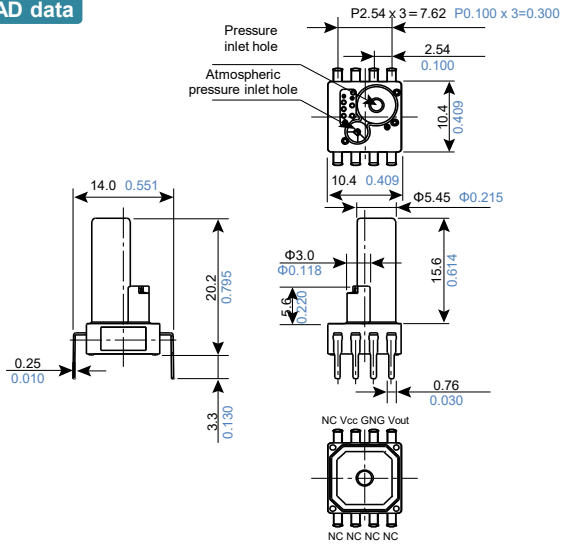 AD data
P2.54 x 3 = 7.62 P0.100 x 3=0.300
Pressure
inlet hole
2.54
0.100
Atmospheric
pressure inlet hole
10.4
0.409
10.4 0.409
14.0 0.551
Φ5.45 Φ0.215
Φ3.0
Φ0.118
15.6
0.614
20.2
0.795
5.6
0.220
0.25
0.010
0.76
0.030
3.3
0.130
NC Vcc GNG Vout
NC NC NC NC